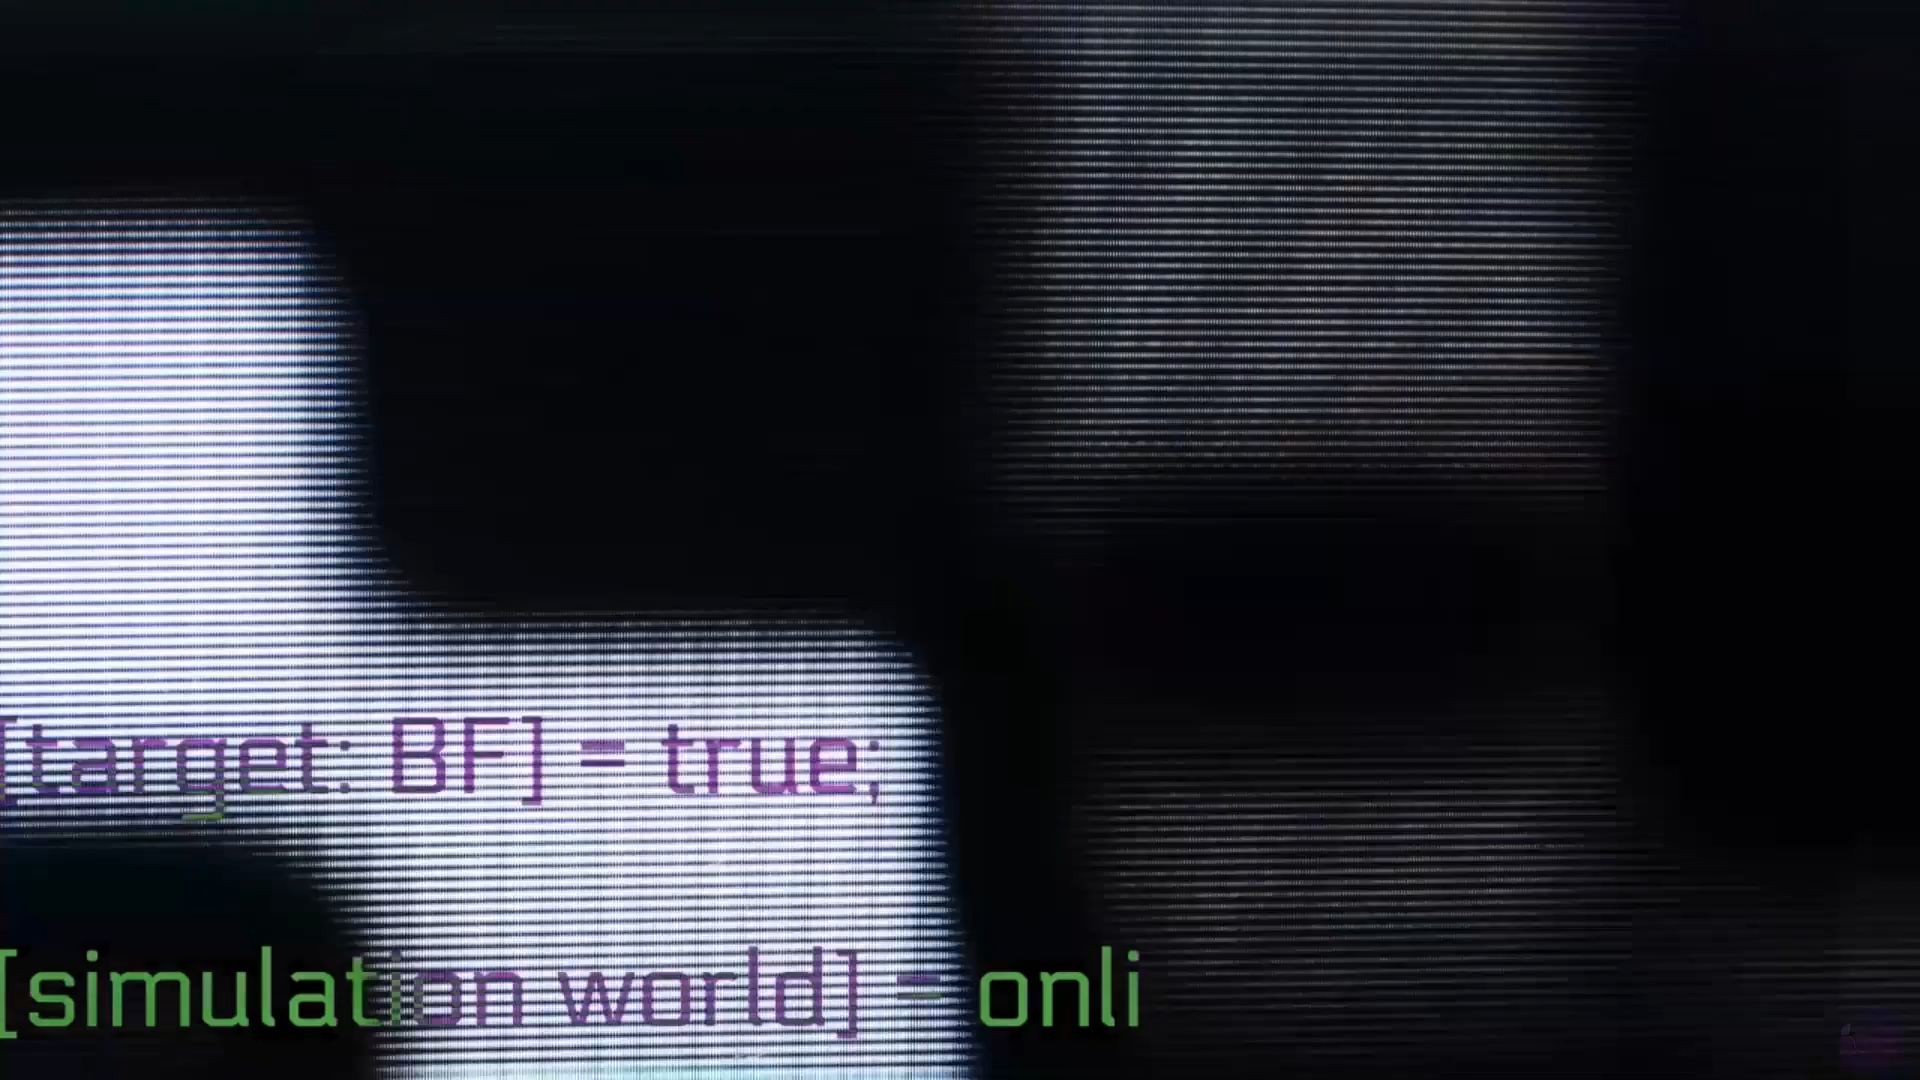 [target: BF] = true;
[simulation world] = onli